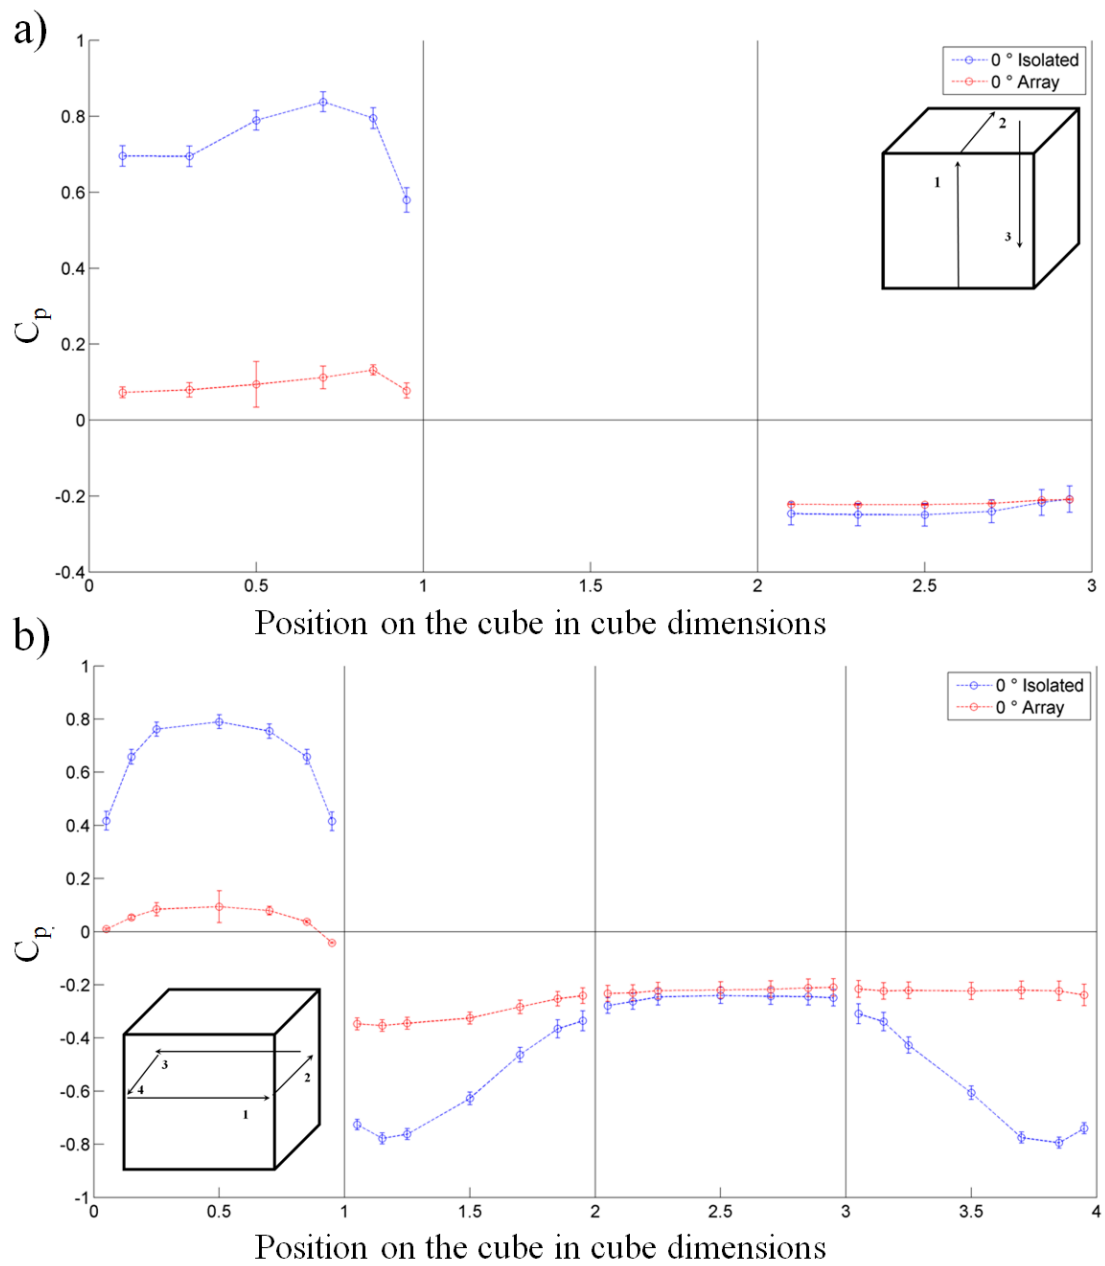 a)
1
0.8
0.6
0.4
0.2
0
-0.2
-0.4
Cp
0 0.5 1 1.5 2 2.5 3
0 ° Isolated
0 ° Array
1
2
3
Position on the cube in cube dimensions
b)
1
0.8
0.6
0.4
0.2
0
-0.2
-0.4
-0.6
-0.8
-1
Cp.
0 0.5 1 1.5 2 2.5 3 3.5 4
0 ° Isolated
0 ° Array
3
2
4
1
Position on the cube in cube dimensions